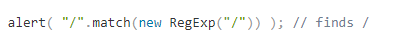 alert( "/".match(new RegExp("/")) ); // finds /